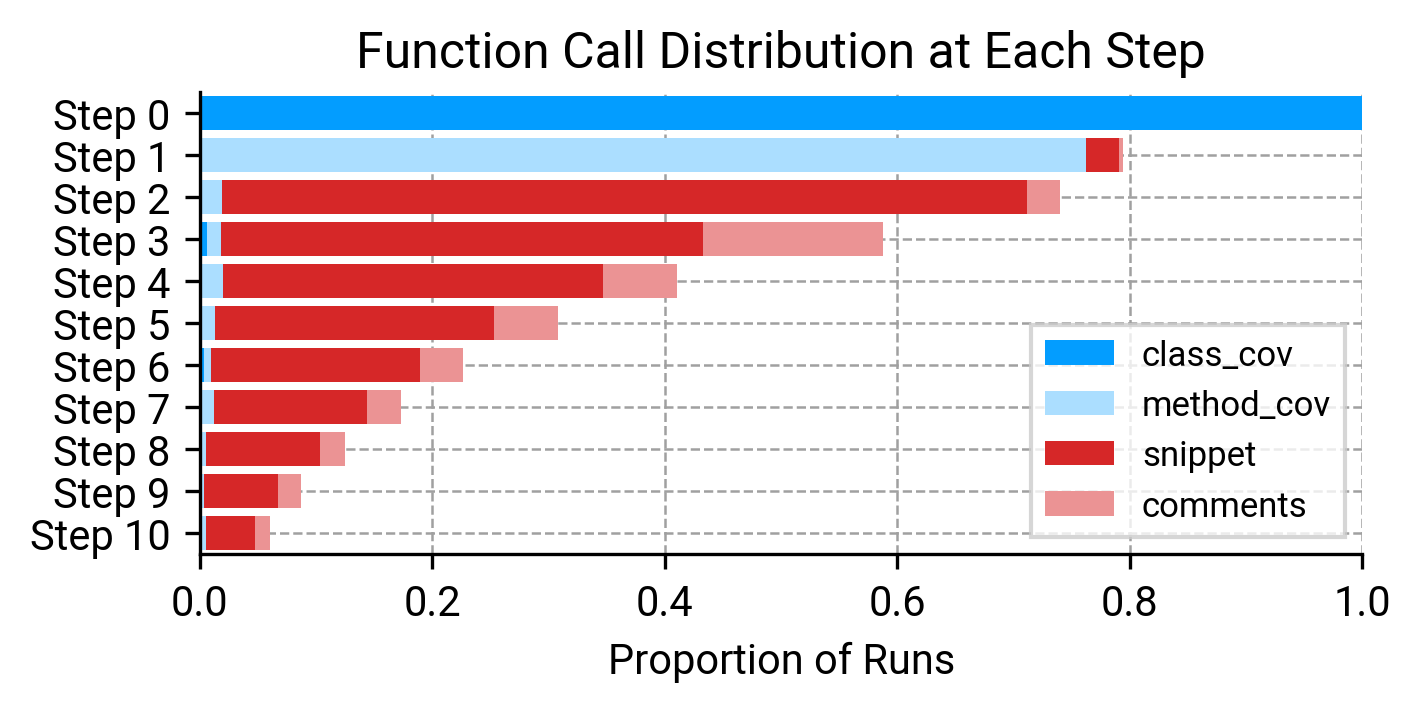 Function Call Distribution at Each Step
Step 0
Step 1
Step 2
Step 3
Step 4
Step 5
Step 6
Step 7
Step 8
Step 9
Step 10
class_cov
method_cov
snippet
comments
0.0 0.2 0.4 0.6 0.8 1.0
Proportion of Runs